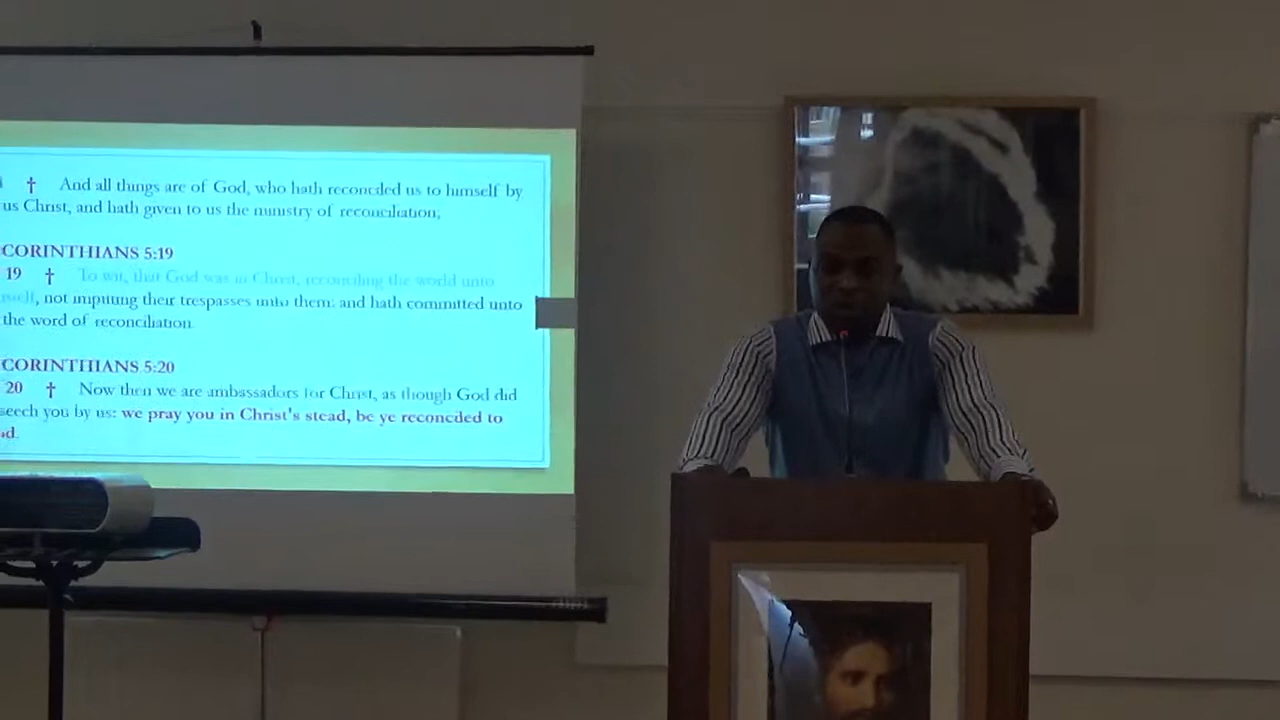 † And all things are of God, who hath reconciled us to himself by
us Christ, and hath given to us the ministry of reconciliation;
CORINTHIANS 5:19
19 † To wit, that God was in Christ, reconciling the world unto
, not imputing their trespasses unto them; and hath committed unto
the word of reconciliation.
CORINTHIANS 5:20
20 † Now then we are ambassadors for Christ, as though God did
seech you by us: we pray you in Christ's stead, be ye reconciled to